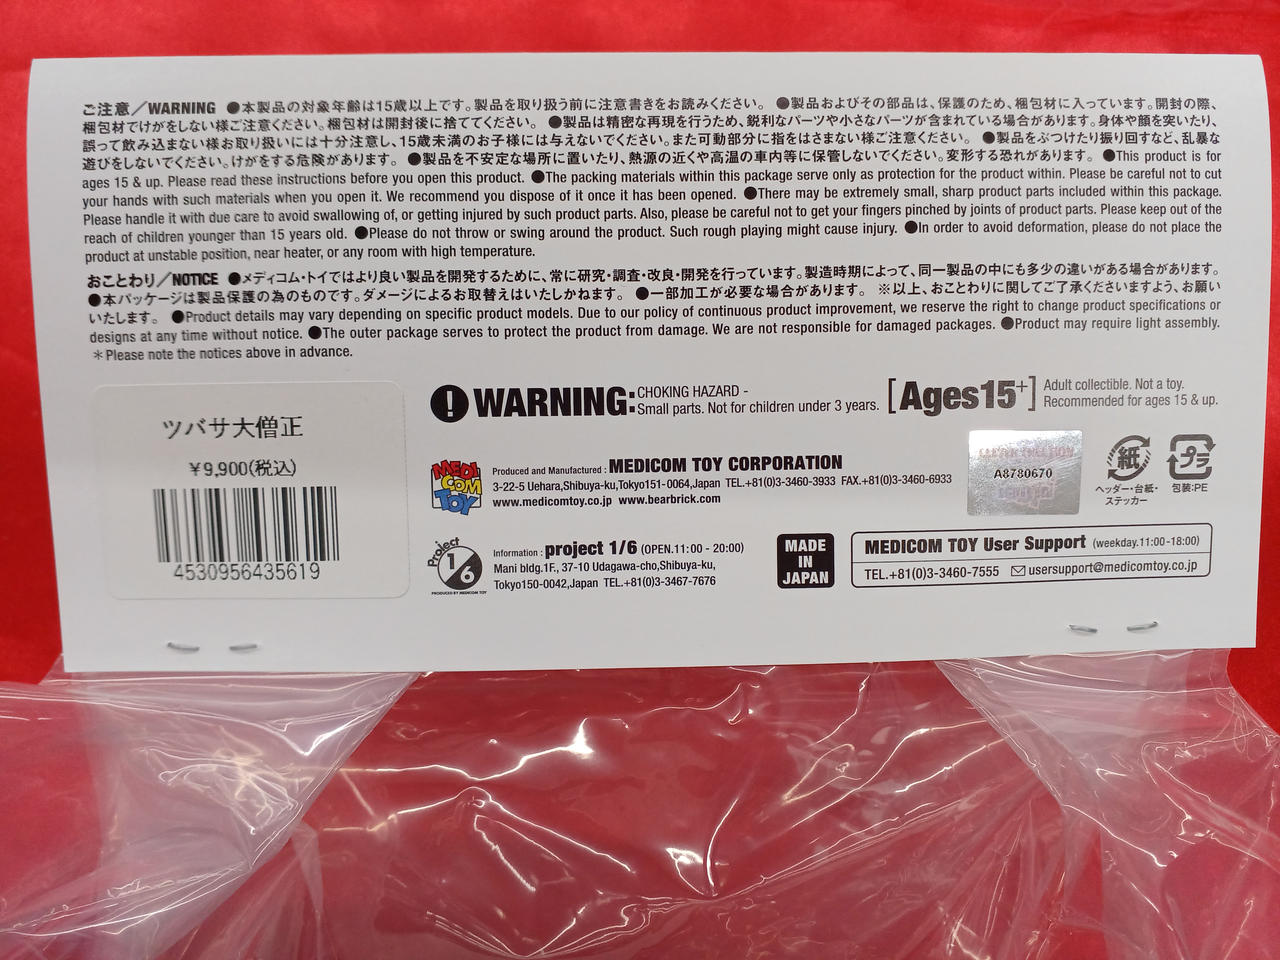 ご注意／WARNING ●本製品の対象年齢は15歳以上です。製品を取り扱う前に注意書きをお読みください。 ●製品およびその部品は、保護のため、梱包材に入っています。開封の際、
梱包材でけがをしない様ご注意ください。梱包材は開封後に捨ててください。 ●製品は精密な再現を行うため、鋭利なパーツや小さなパーツが含まれている場合があります。身体や顔を突いたり、
誤って飲み込まない様お取り扱いには十分注意し、15歳未満のお子様には与えないでください。また可動部分に指をはさまない様ご注意ください。 ●製品をぶつけたり振り回すなど、乱暴な
遊びをしないでください。けがをする危険があります。 ●製品を不安定な場所に置いたり、熱源の近くや高温の車内等に保管しないでください。変形する恐れがあります。 ●This product is for
ages 15 & up. Please read these instructions before you open this product. ●The packing materials within this package serve only as protection for the product within. Please be careful not to cut
your hands with such materials when you open it. We recommend you dispose of it once it has been opened. ●There may be extremely small, sharp product parts included within this package.
Please handle it with due care to avoid swallowing of, or getting injured by such product parts. Also, please be careful not to get your fingers pinched by joints of product parts. Please keep out of the
reach of children younger than 15 years old. ●Please do not throw or swing around the product. Such rough playing might cause injury. ●In order to avoid deformation, please do not place the
product at unstable position, near heater, or any room with high temperature.
おことわり／NOTICE ●メディコム・トイではより良い製品を開発するために、常に研究・調査・改良・開発を行っています。製造時期によって、同一製品の中にも多少の違いがある場合があります。
●本パッケージは製品保護の為のものです。ダメージによるお取替えはいたしかねます。 ●一部加工が必要な場合があります。 ※以上、おことわりに関してご了承くださいますよう、お願い
いたします。 ●Product details may vary depending on specific product models. Due to our policy of continuous product improvement, we reserve the right to change product specifications or
designs at any time without notice. ●The outer package serves to protect the product from damage. We are not responsible for damaged packages. ●Product may require light assembly.
＊Please note the notices above in advance.
ツバサ大僧正
￥9,900(税込)
4530956435619
! WARNING: CHOKING HAZARD -
Small parts. Not for children under 3 years.
[Ages15+]
Adult collectible. Not a toy.
Recommended for ages 15 & up.
MEDI
COM
TOY
Produced and Manufactured : MEDICOM TOY CORPORATION
3-22-5 Uehara,Shibuya-ku,Tokyo151-0064,Japan TEL.+81(0)3-3460-3933 FAX.+81(0)3-3460-6933
www.medicomtoy.co.jp www.bearbrick.com
A8780670
紙
ヘッダー・台紙・
ステッカー
プラ
包装:PE
Project
1/6
PRODUCED BY MEDICOM TOY
Information : project 1/6 (OPEN.11:00 - 20:00)
Mani bldg.1F., 37-10 Udagawa-cho,Shibuya-ku,
Tokyo150-0042,Japan TEL.+81(0)3-3467-7676
MADE
IN
JAPAN
MEDICOM TOY User Support (weekday.11:00-18:00)
TEL.+81(0)3-3460-7555 usersupport@medicomtoy.co.jp